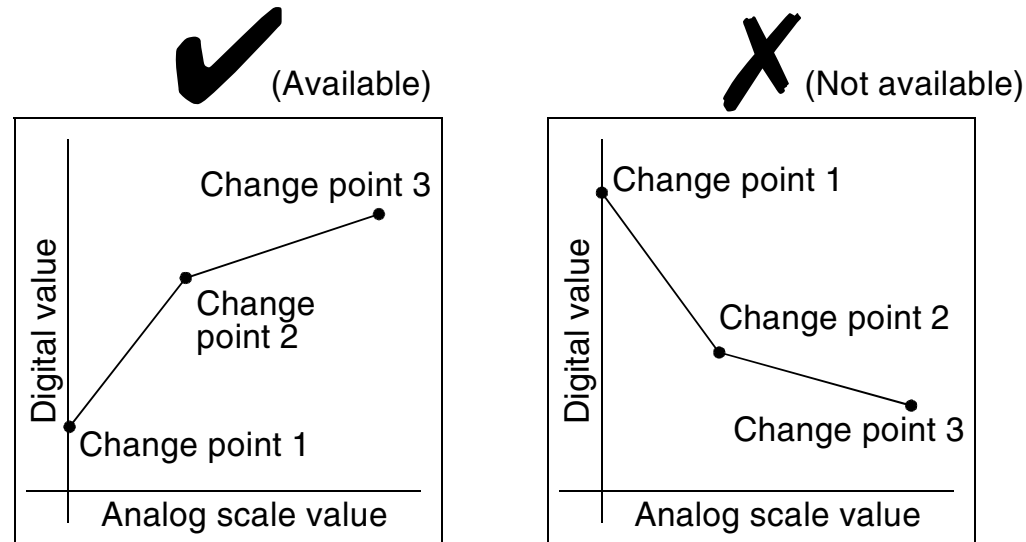 (Available)
Change point 3
Change
point 2
Change point 1
Digital value
Analog scale value
(Not available)
Change point 1
Change point 2
Change point 3
Digital value
Analog scale value